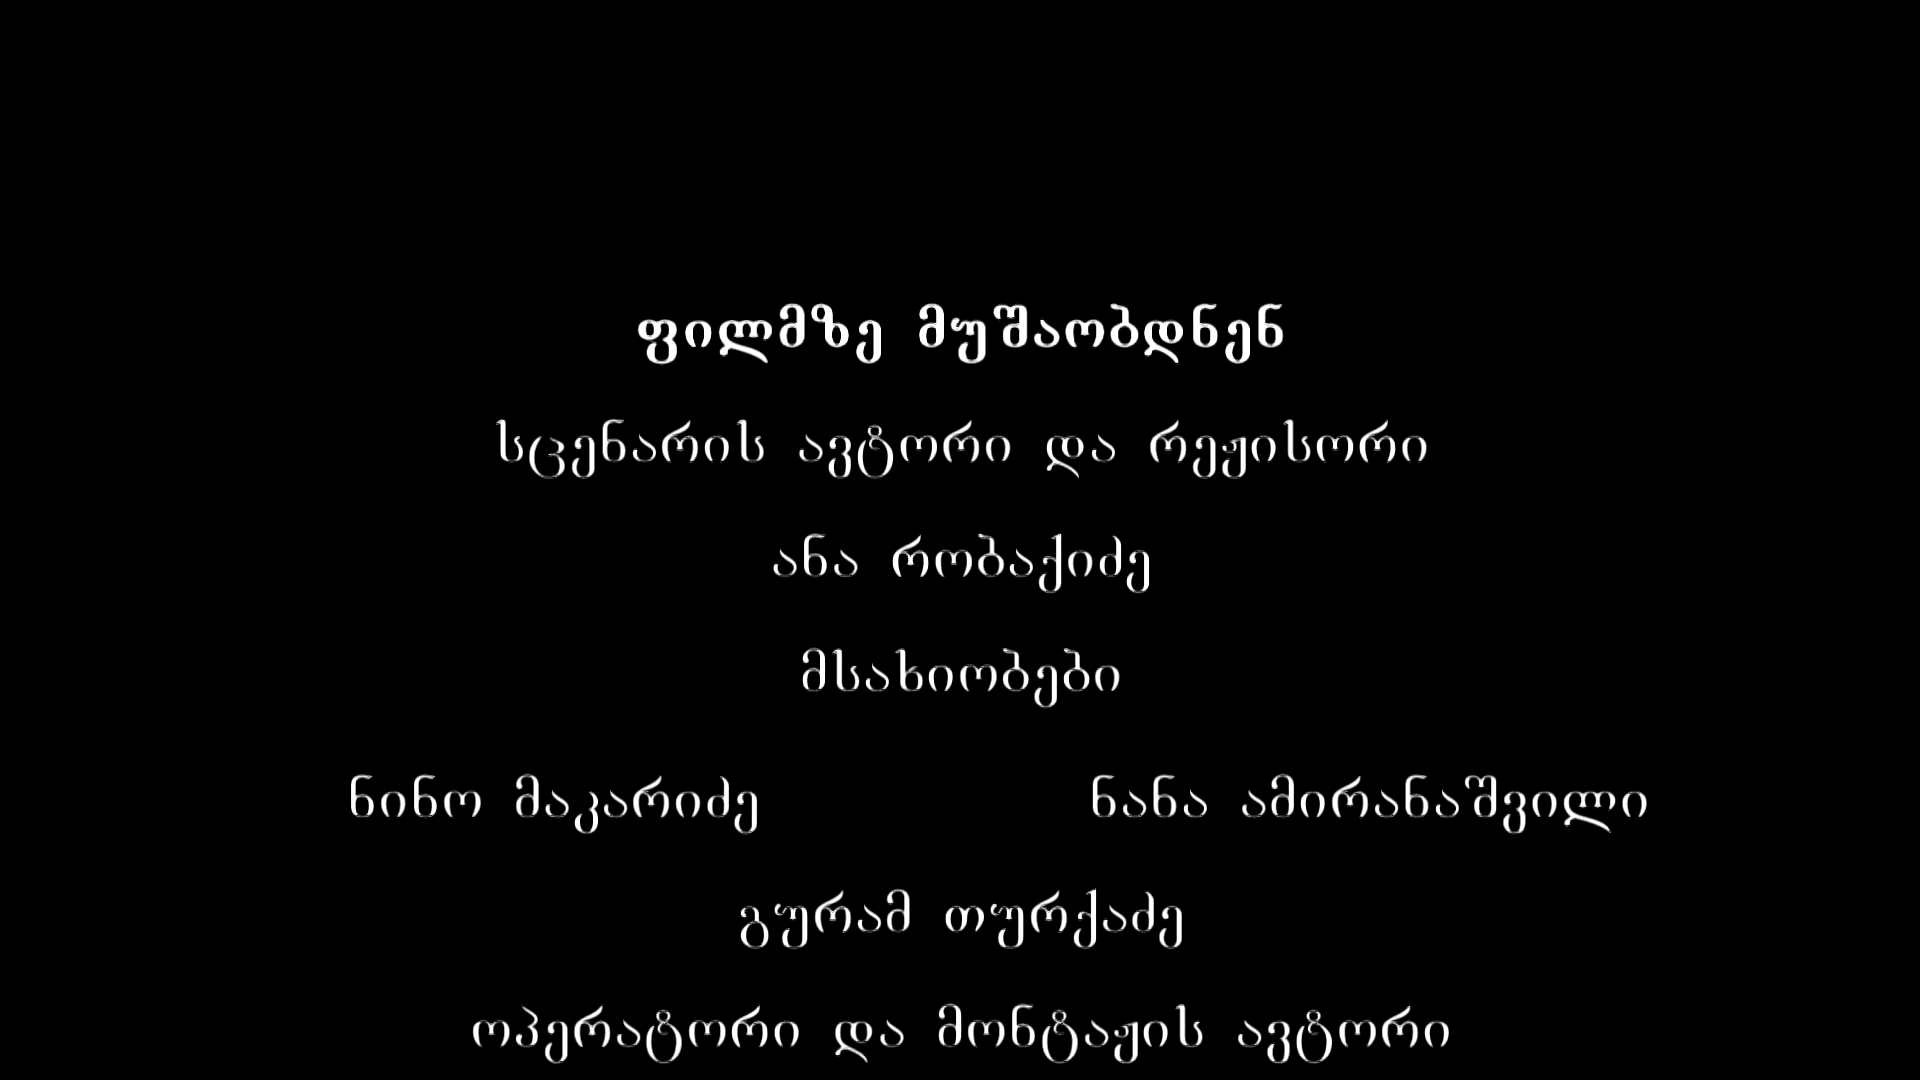 ფილმზე მუშაობდნენ
სცენარის ავტორი და რეჟისორი
ანა რობაქიძე
მსახიობები
ნინო მაკარიძე ნანა ამირანაშვილი
გურამ თურქაძე
ოპერატორი და მონტაჟის ავტორი